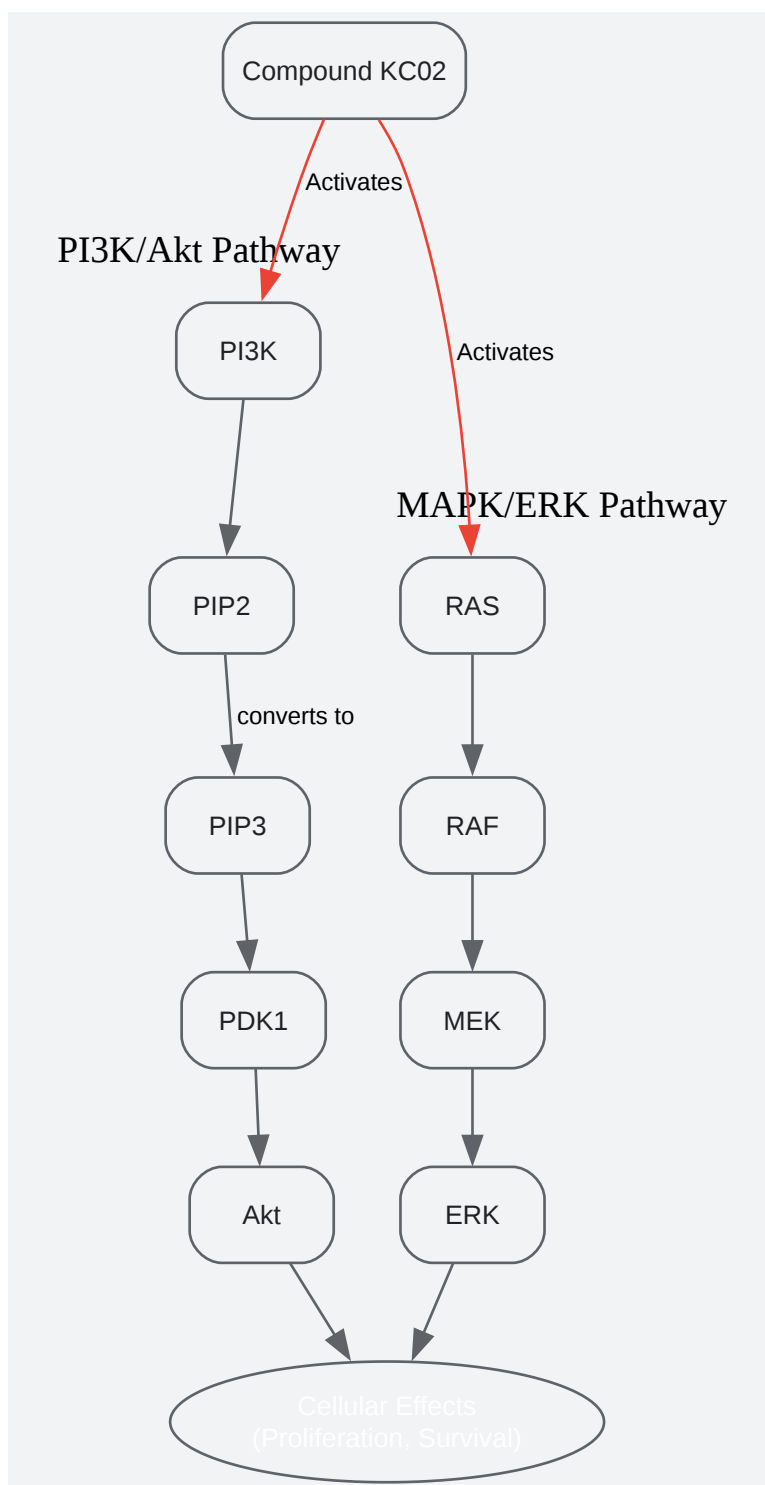 Compound KC02
Activates
PI3K/Akt Pathway
PI3K
Activates
MAPK/ERK Pathway
PIP2
RAS
converts to
PIP3
RAF
PDK1
MEK
Akt
ERK
Cellular Effects
(Proliferation, Survival)